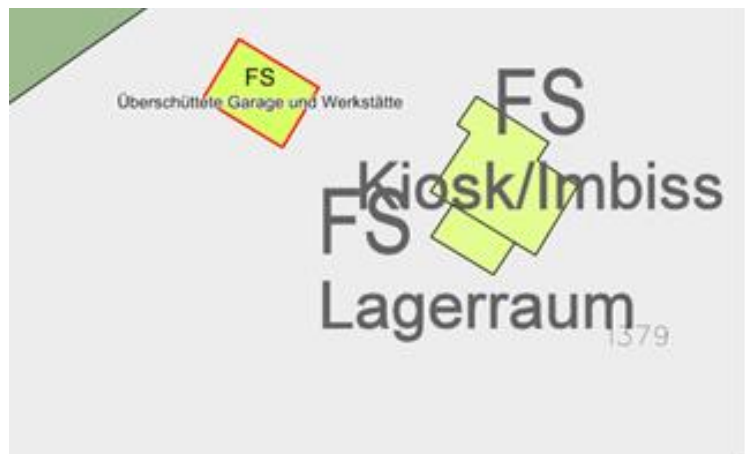 FS
Überschüttete Garage und Werkstätte
FS
Kiosk/Imbiss
FS
Lagerraum
1379